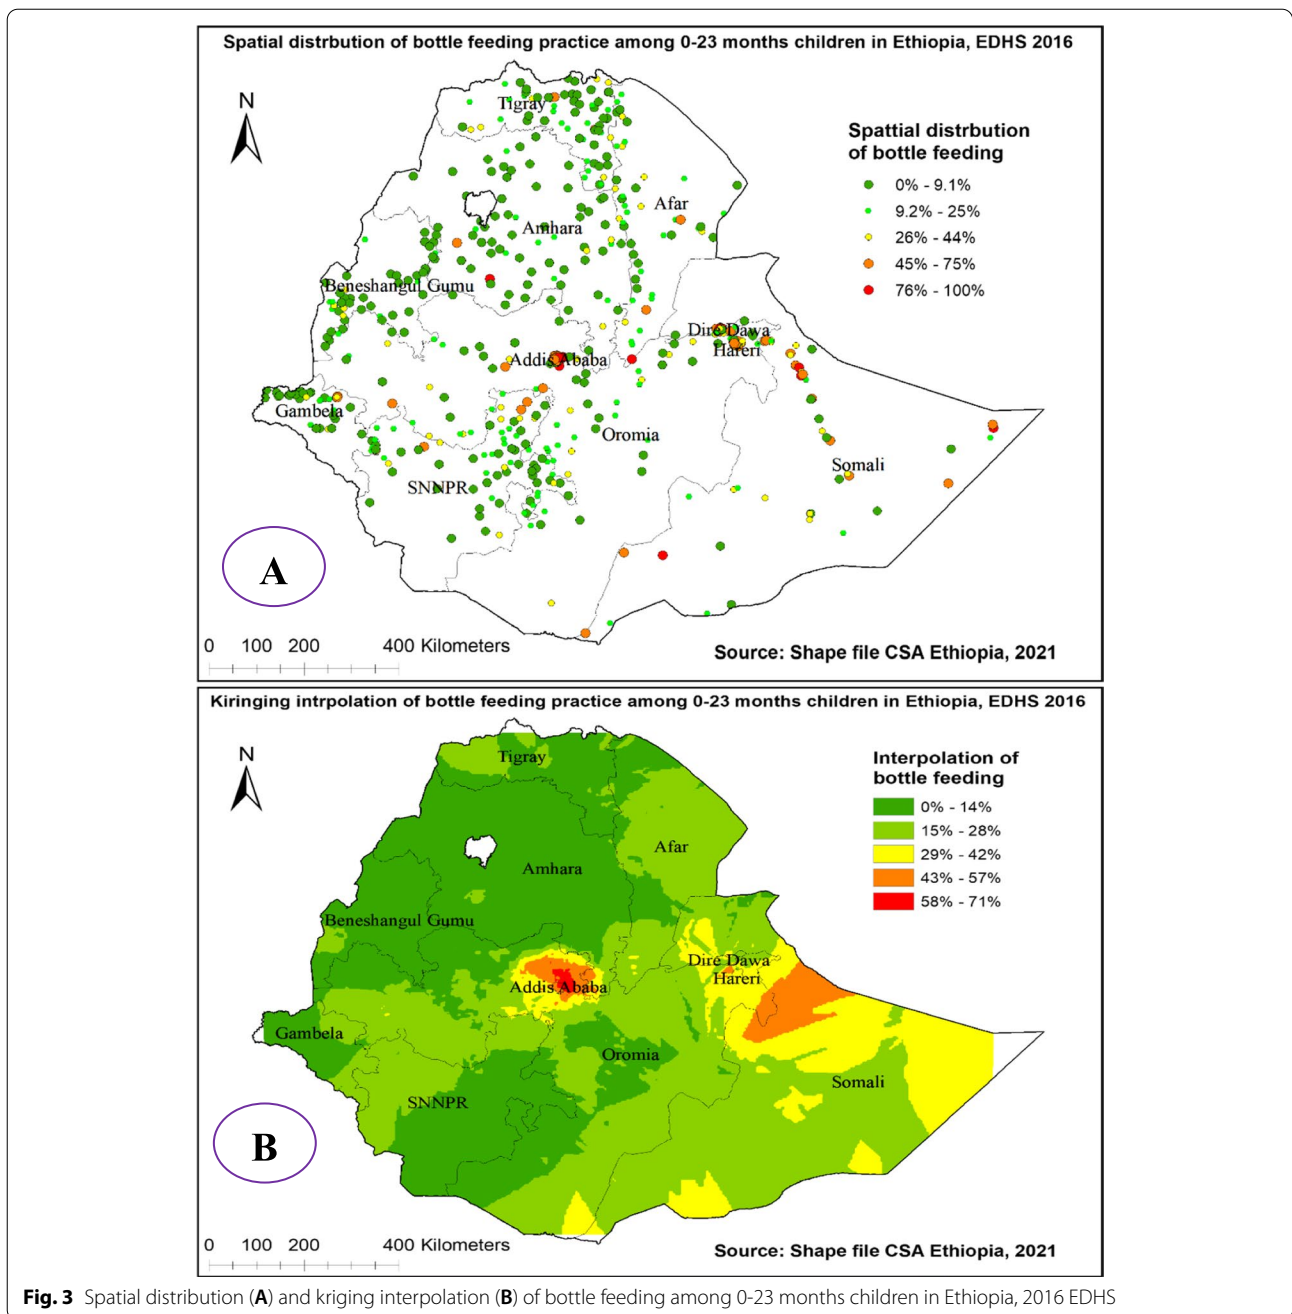 Spatial distrbution of bottle feeding practice among 0-23 months children in Ethiopia, EDHS 2016
N
Spattial distrbution
of bottle feeding
0% - 9.1%
9.2% - 25%
26% - 44%
45% - 75%
76% - 100%
Tigray
Afar
Amhara
Beneshangul Gumu
Dire Dawa
Hareri
Addis Ababa
Gambela
Oromia
Somali
SNNPR
A
0 100 200 400 Kilometers
Source: Shape file CSA Ethiopia, 2021
Kiringing intrpolation of bottle feeding practice among 0-23 months children in Ethiopia, EDHS 2016
N
Interpolation of
bottle feeding
0% - 14%
15% - 28%
29% - 42%
43% - 57%
58% - 71%
Tigray
Afar
Amhara
Beneshangul Gumu
Dire Dawa
Hareri
Addis Ababa
Gambela
Oromia
Somali
SNNPR
B
0 100 200 400 Kilometers
Source: Shape file CSA Ethiopia, 2021
Fig. 3 Spatial distribution (A) and kriging interpolation (B) of bottle feeding among 0-23 months children in Ethiopia, 2016 EDHS